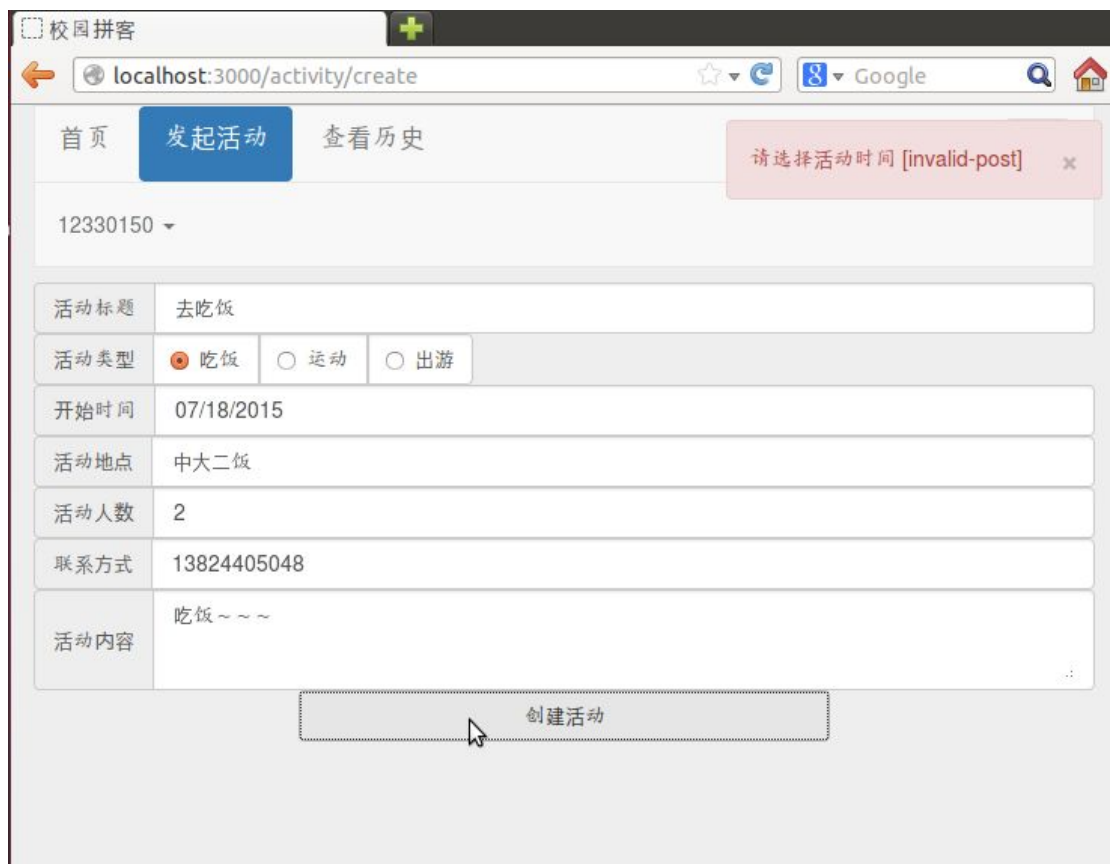 校园拼客
localhost:3000/activity/create
Google
首页 发起活动 查看历史
请选择活动时间 [invalid-post] ×
12330150
活动标题 去吃饭
活动类型 吃饭 运动 出游
开始时间 07/18/2015
活动地点 中大二饭
活动人数 2
联系方式 13824405048
活动内容 吃饭～～～
创建活动